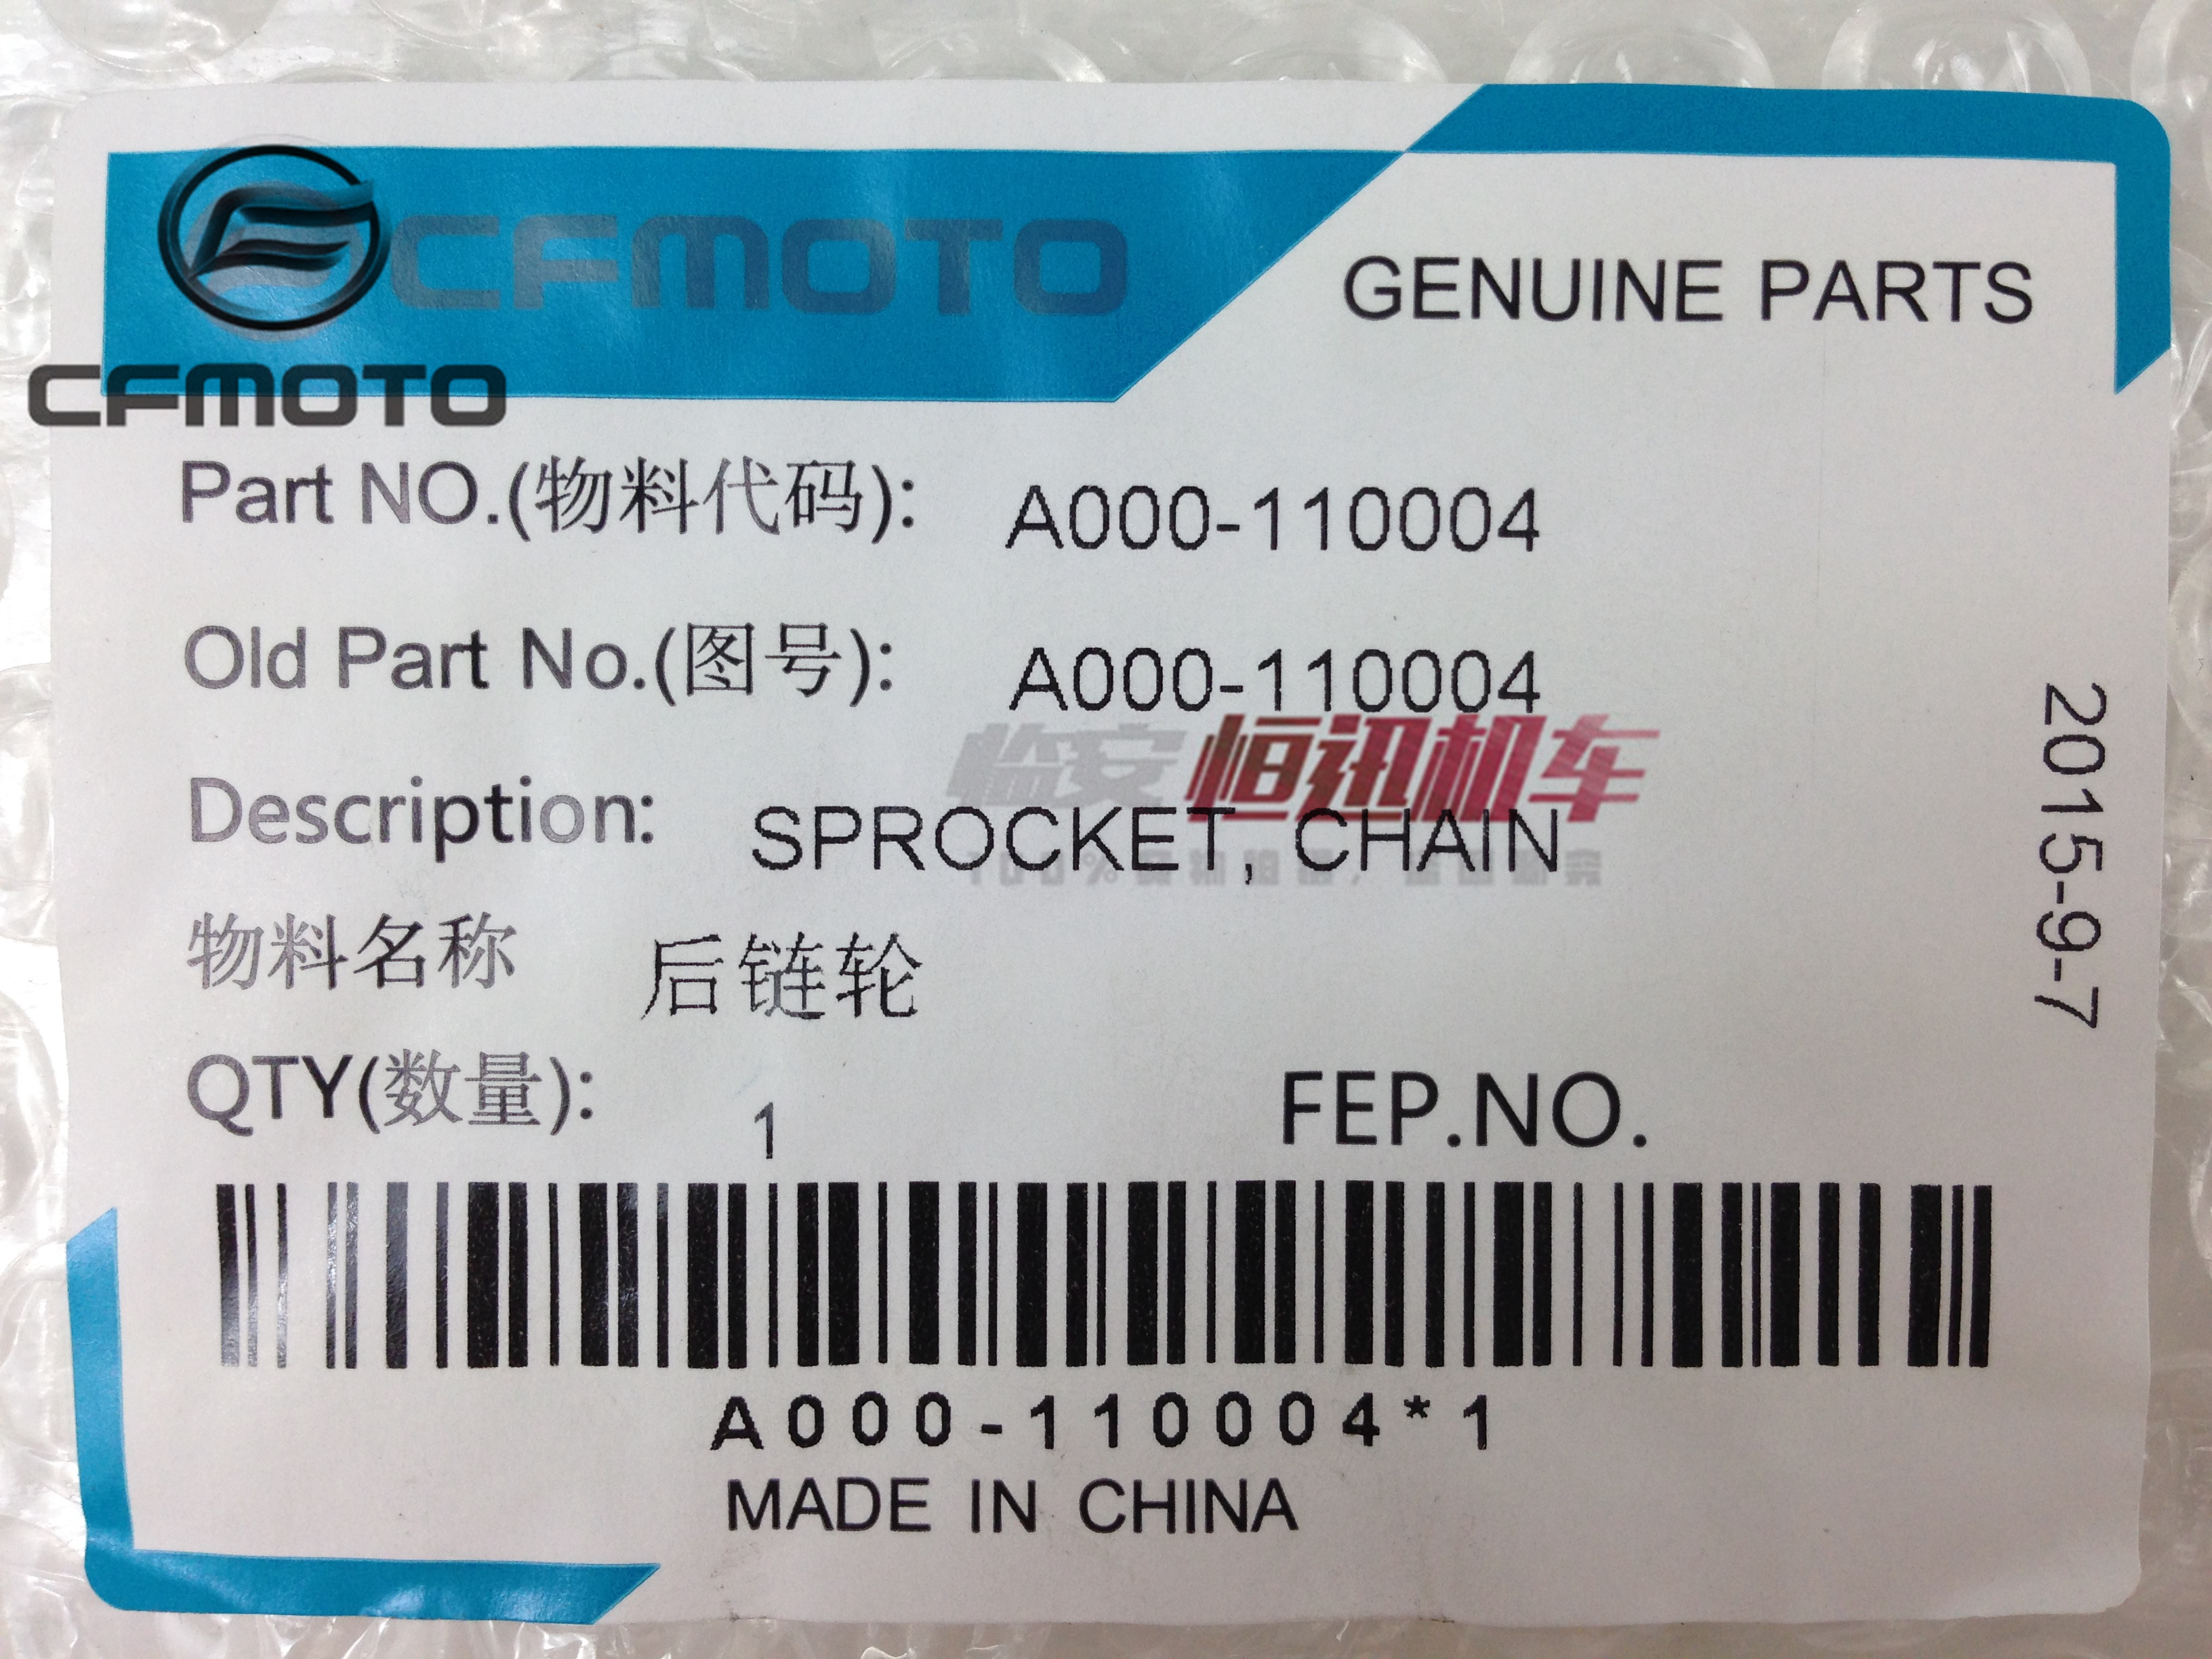 CFMOTO
GENUINE PARTS
CFMOTO
Part NO.(物料代码): A000-110004
Old Part No.(图号): A000-110004
临安恒迅机车
Description: SPROCKET, CHAIN
100%
物料名称 后链轮
2015-9-7
QTY(数量): 1 FEP.NO.
A000-110004*1
MADE IN CHINA